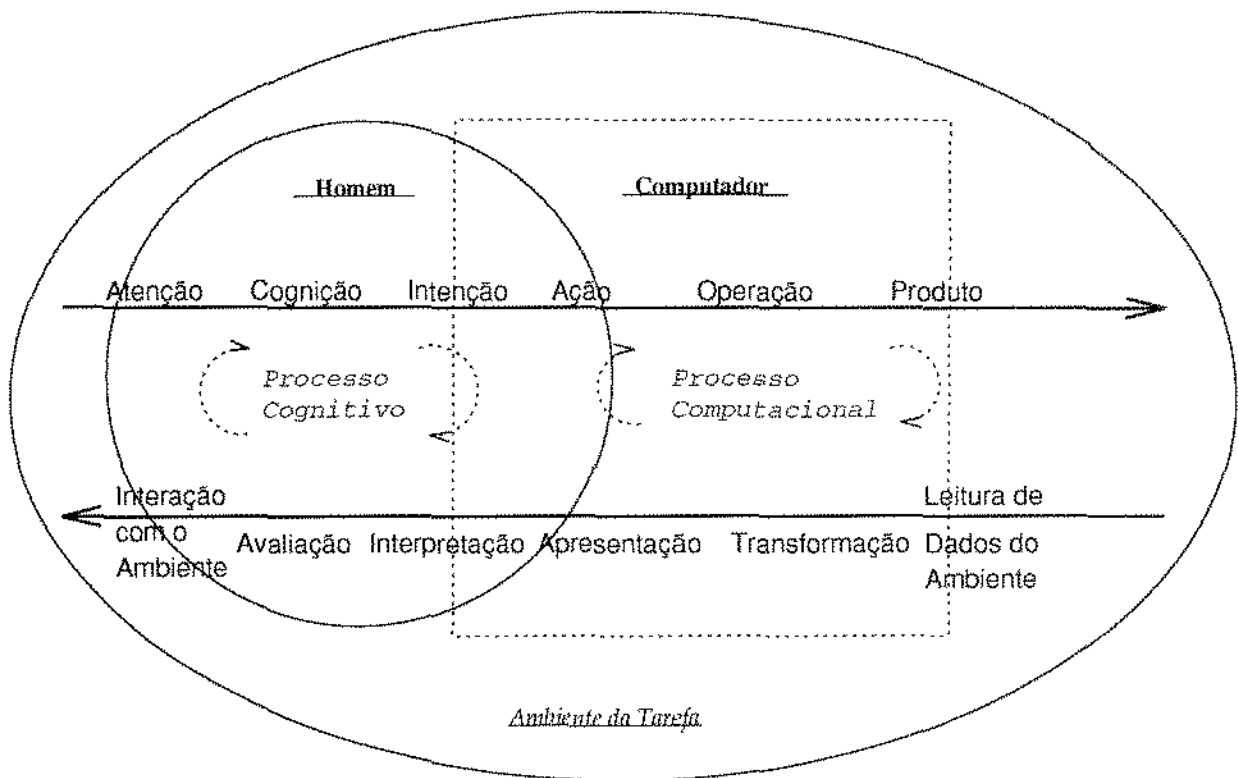 Homem
Computador
Atenção Cognição Intenção Ação Operação Produto
Processo
Cognitivo
Processo
Computacional
Interação
com o
Ambiente
Avaliação Interpretação Apresentação Transformação
Leitura de
Dados do
Ambiente
Ambiente da Tarefa